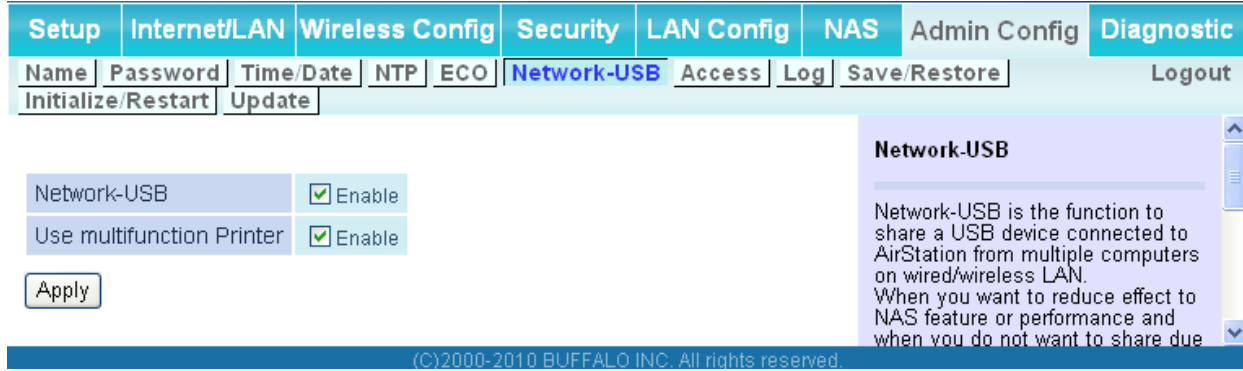 Setup Internet/LAN Wireless Config Security LAN Config NAS Admin Config Diagnostic
Name Password Time/Date NTP ECO Network-USB Access Log Save/Restore Logout
Initialize/Restart Update
Network-USB Enable
Use multifunction Printer Enable
Apply
Network-USB
Network-USB is the function to
share a USB device connected to
AirStation from multiple computers
on wired/wireless LAN.
When you want to reduce effect to
NAS feature or performance and
when you do not want to share due
(C)2000-2010 BUFFALO INC. All rights reserved.